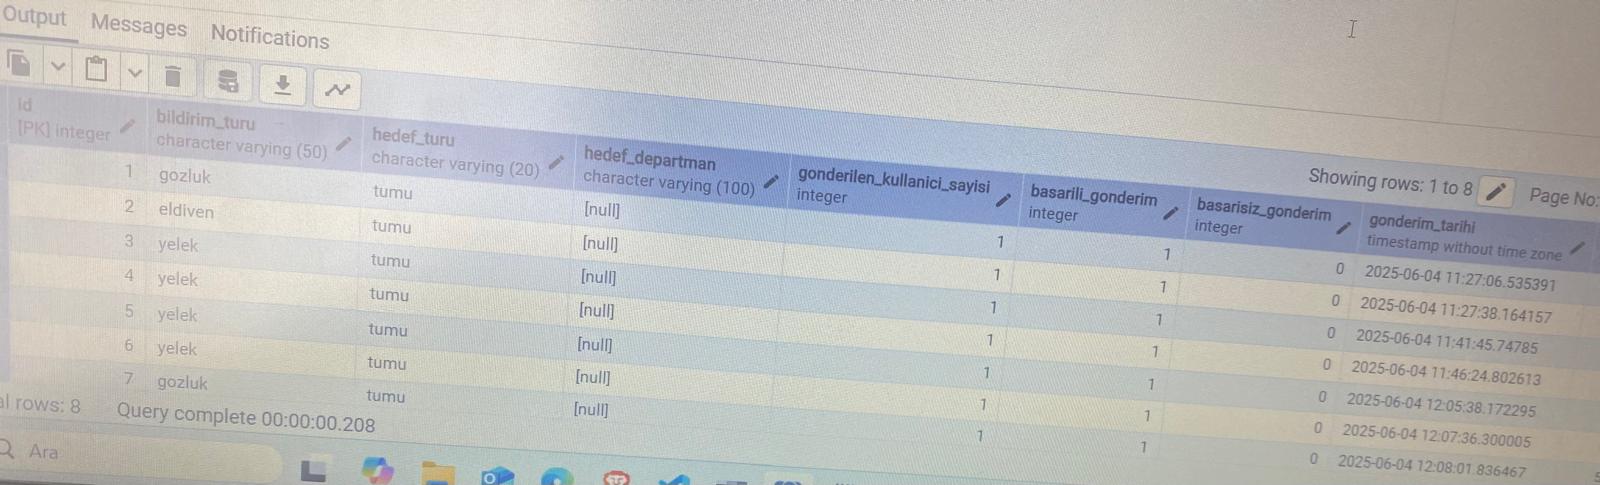 Output Messages Notifications
Showing rows: 1 to 8 Page No:
id bildirim_turu hedef_turu hedef_departman gonderilen_kullanici_sayisi basarili_gonderim basarisiz_gonderim gonderim_tarihi
[PK] integer character varying (50) character varying (20) character varying (100) integer integer integer timestamp without time zone
1 gozluk tumu [null] 1 1 0 2025-06-04 11:27:06.535391
2 eldiven tumu [null] 1 1 0 2025-06-04 11:27:38.164157
3 yelek tumu [null] 1 1 0 2025-06-04 11:41:45.74785
4 yelek tumu [null] 1 1 0 2025-06-04 11:46:24.802613
5 yelek tumu [null] 1 1 0 2025-06-04 12:05:38.172295
6 yelek tumu [null] 1 1 0 2025-06-04 12:07:36.300005
7 gozluk tumu [null] 1 1 0 2025-06-04 12:08:01.836467
al rows: 8 Query complete 00:00:00.208
Ara